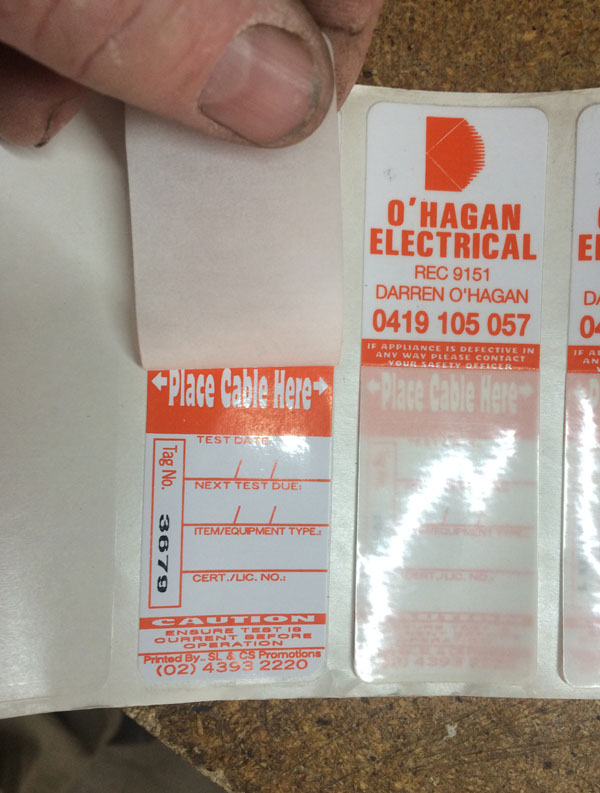 ←Place Cable Here→
TEST DATE
/ /
NEXT TEST DUE:
/ /
ITEM/EQUIPMENT TYPE.:
CERT./LIC. NO.:
Tag No. 3679
CAUTION
ENSURE TEST IS
CURRENT BEFORE
OPERATION
Printed By.. SL & CS Promotions
(02) 4393 2220
O'HAGAN
ELECTRICAL
REC 9151
DARREN O'HAGAN
0419 105 057
IF APPLIANCE IS DEFECTIVE IN
ANY WAY PLEASE CONTACT
YOUR SAFETY OFFICER
←Place Cable Here→